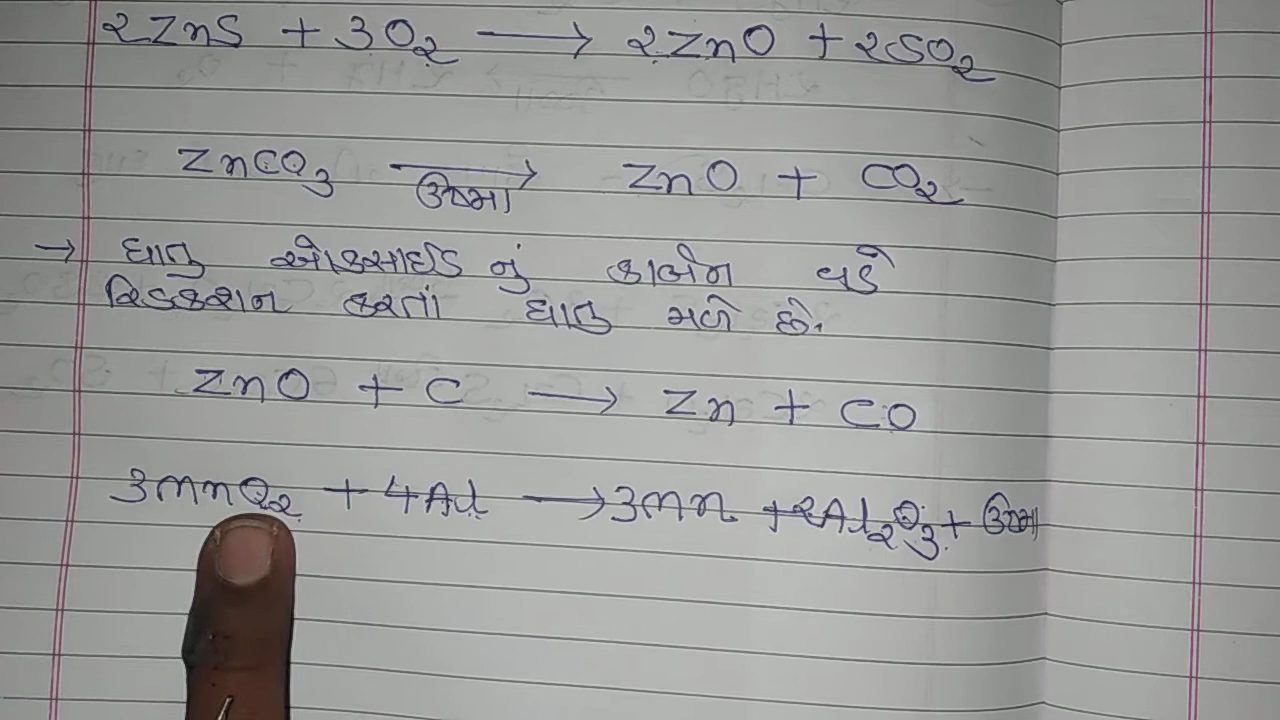 2ZnS + 3O₂ → 2ZnO + 2SO₂
ZnCO₃ → ZnO + CO₂
ઉષ્મા
→ ધાતુ ઓક્સાઈડ નું કાર્બન વડે
રિડક્શન કરતાં ધાતુ મળે છે.
ZnO + C → Zn + CO
3MnO₂ + 4Al → 3Mn + 2Al₂O₃ + ઉષ્મા